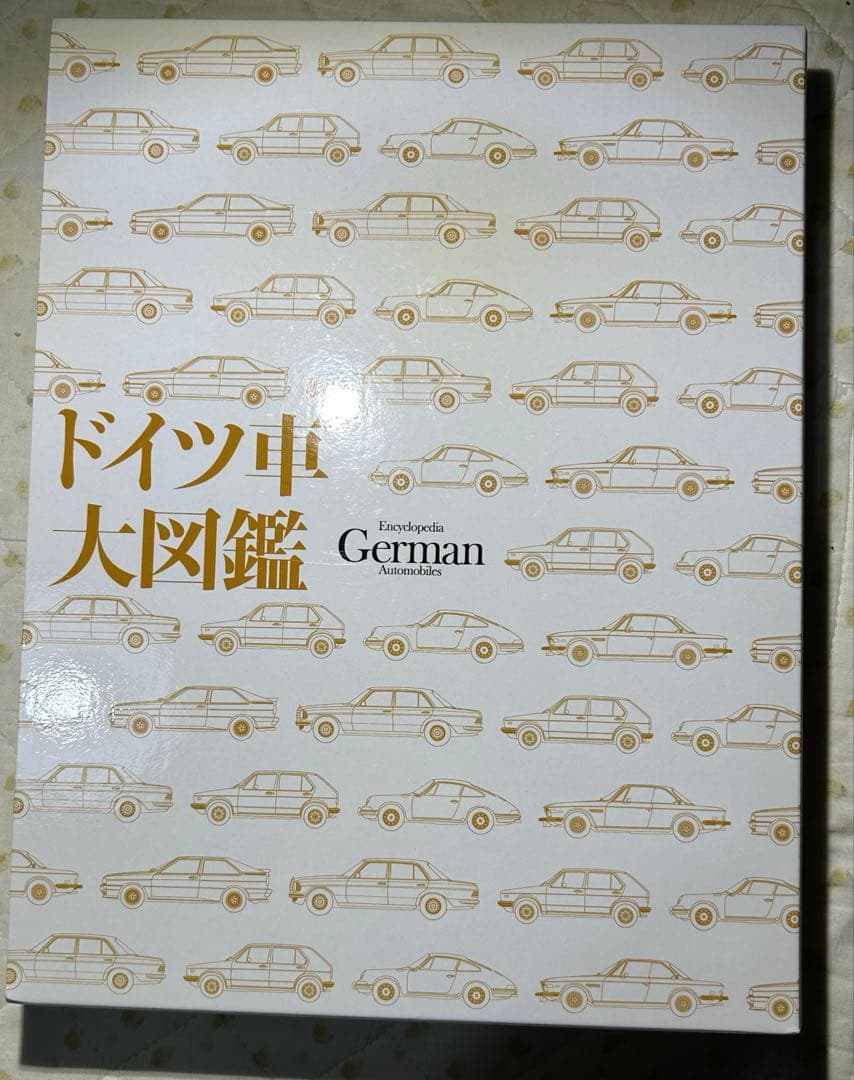 ドイツ車
大図鑑
Encyclopedia
German
Automobiles